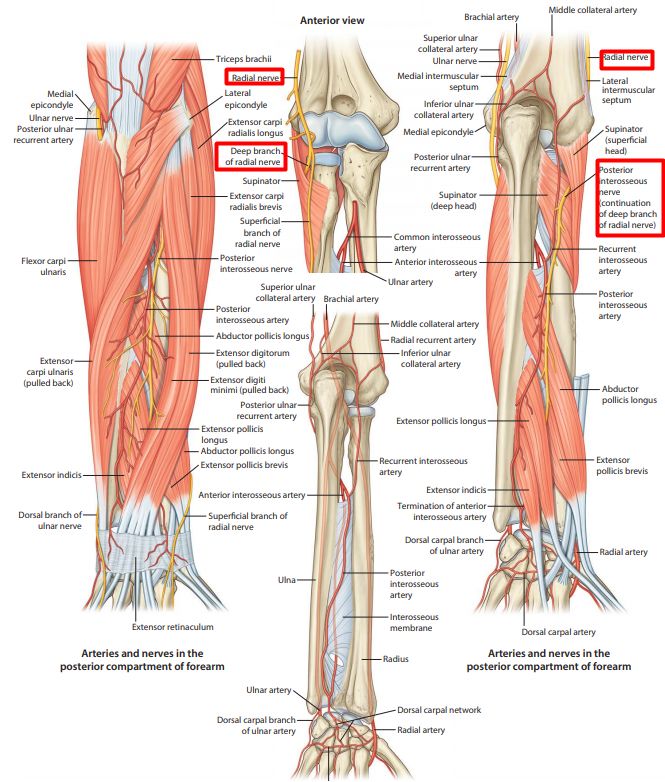 Anterior view
Triceps brachii
Radial nerve
Medial
epicondyle
Lateral
epicondyle
Ulnar nerve
Posterior ulnar
recurrent artery
Extensor carpi
radialis longus
Deep branch
of radial nerve
Supinator
Extensor carpi
radialis brevis
Superficial
branch of
radial nerve
Flexor carpi
ulnaris
Posterior
interosseous nerve
Posterior
interosseous artery
Abductor pollicis longus
Extensor carpi
ulnaris (pulled back)
Extensor digitorum
(pulled back)
Extensor digiti
minimi (pulled back)
Extensor pollicis
longus
Abductor pollicis longus
Extensor pollicis brevis
Extensor indicis
Dorsal branch of
ulnar nerve
Superficial branch of
radial nerve
Extensor retinaculum
Arteries and nerves in the
posterior compartment of forearm
Common interosseous
artery
Anterior interosseous
artery
Ulnar artery
Superior ulnar
collateral artery
Brachial artery
Middle collateral artery
Radial recurrent artery
Inferior ulnar
collateral artery
Posterior ulnar
recurrent artery
Recurrent interosseous
artery
Anterior interosseous artery
Ulna
Posterior
interosseous
artery
Interosseous
membrane
Radius
Ulnar artery
Dorsal carpal network
Dorsal carpal branch
of ulnar artery
Radial artery
Brachial artery
Middle collateral artery
Superior ulnar
collateral artery
Ulnar nerve
Medial intermuscular
septum
Radial nerve
Lateral
intermuscular
septum
Inferior ulnar
collateral artery
Medial epicondyle
Supinator
(superficial
head)
Posterior ulnar
recurrent artery
Posterior
interosseous
nerve
(continuation
of deep branch
of radial nerve)
Supinator
(deep head)
Recurrent
interosseous
artery
Posterior
interosseous
artery
Abductor
pollicis longus
Extensor pollicis longus
Extensor
pollicis brevis
Extensor indicis
Termination of anterior
interosseous artery
Dorsal carpal branch
of ulnar artery
Radial artery
Dorsal carpal artery
Arteries and nerves in the
posterior compartment of forearm